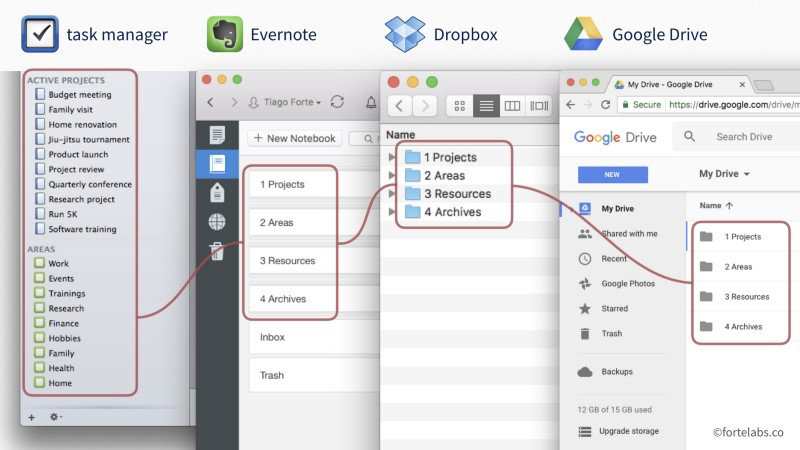 task manager
Evernote
Dropbox
Google Drive
ACTIVE PROJECTS
Budget meeting
Family visit
Home renovation
Jiu-jitsu tournament
Product launch
Project review
Quarterly conference
Research project
Run 5K
Software training
AREAS
Work
Events
Trainings
Research
Finance
Hobbies
Family
Health
Home
Tiago Forte
+ New Notebook
1 Projects
2 Areas
3 Resources
4 Archives
Inbox
Trash
Name
1 Projects
2 Areas
3 Resources
4 Archives
My Drive - Google Drive
Secure
https://drive.google.com/drive/m
Google Drive
Search Drive
NEW
My Drive
My Drive
Shared with me
Recent
Google Photos
Starred
Trash
Backups
12 GB of 15 GB used
Upgrade storage
Name
1 Projects
2 Areas
3 Resources
4 Archives
©fortelabs.co